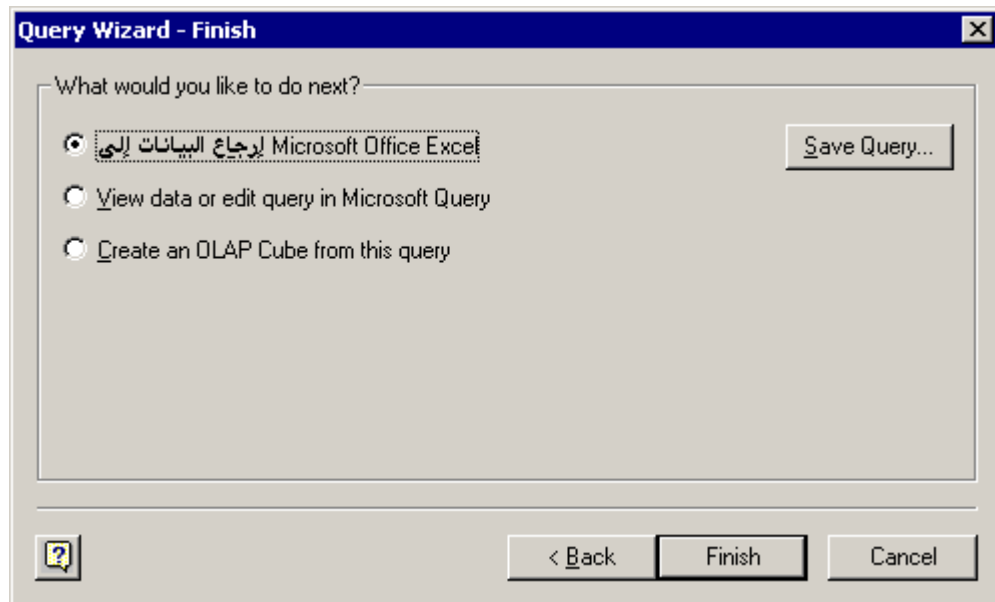 Query Wizard - Finish
What would you like to do next?
إرجاع البيانات إلى Microsoft Office Excel
Save Query...
View data or edit query in Microsoft Query
Create an OLAP Cube from this query
?
< Back
Finish
Cancel